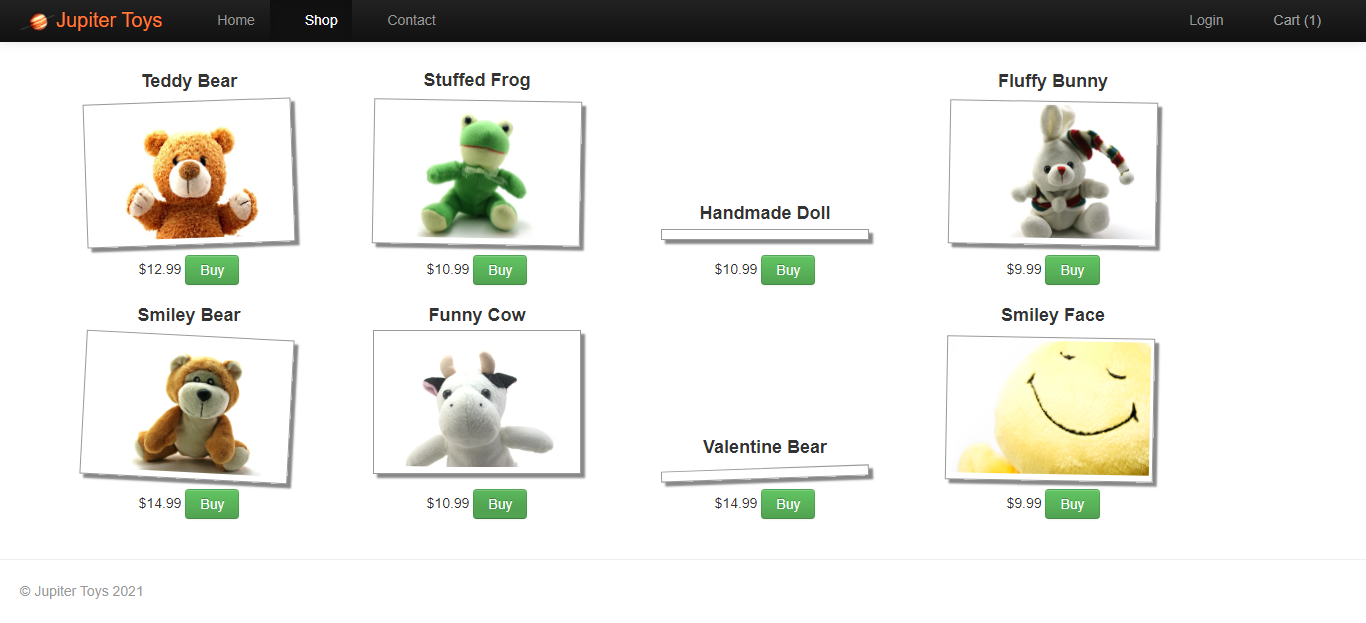 Jupiter Toys Home Shop Contact Login Cart (1)
Teddy Bear Stuffed Frog Handmade Doll Fluffy Bunny
$12.99 Buy $10.99 Buy $10.99 Buy $9.99 Buy
Smiley Bear Funny Cow Valentine Bear Smiley Face
$14.99 Buy $10.99 Buy $14.99 Buy $9.99 Buy
© Jupiter Toys 2021